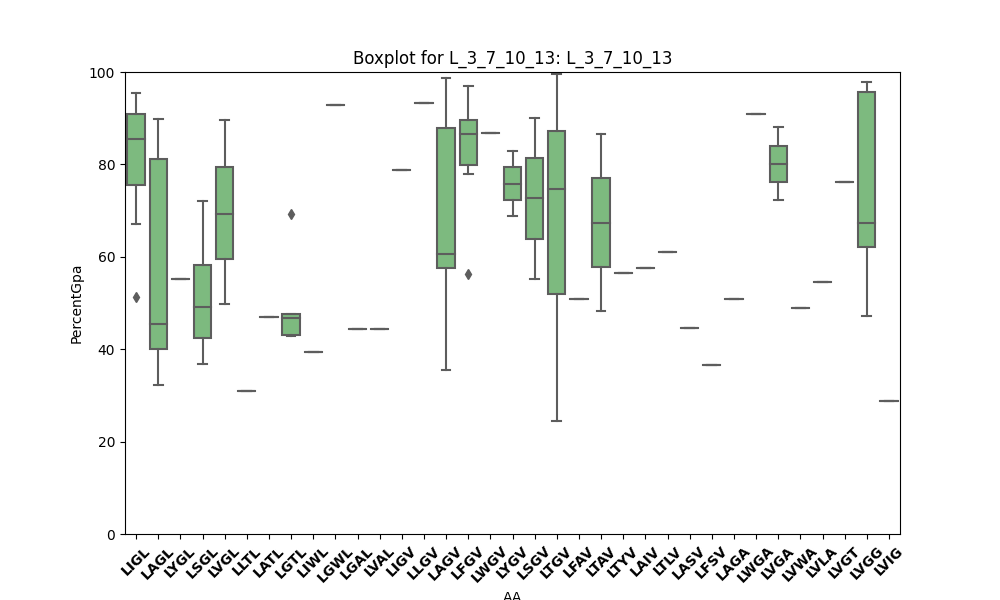 Boxplot for L_3_7_10_13: L_3_7_10_13
100
80
60
40
20
0
PercentGpa
LIGL LAGL LYGL LSGL LVGL LLTL LATL LGTL LIWL LGWL LGAL LVAL LIGV LLGV LAGV LFGV LWGV LYGV LSGV LTGV LFAV LTAV LTYV LAIV LTLV LASV LFSV LAGA LWGA LVGA LVWA LVLA LVGT LVGG LVIG
AA